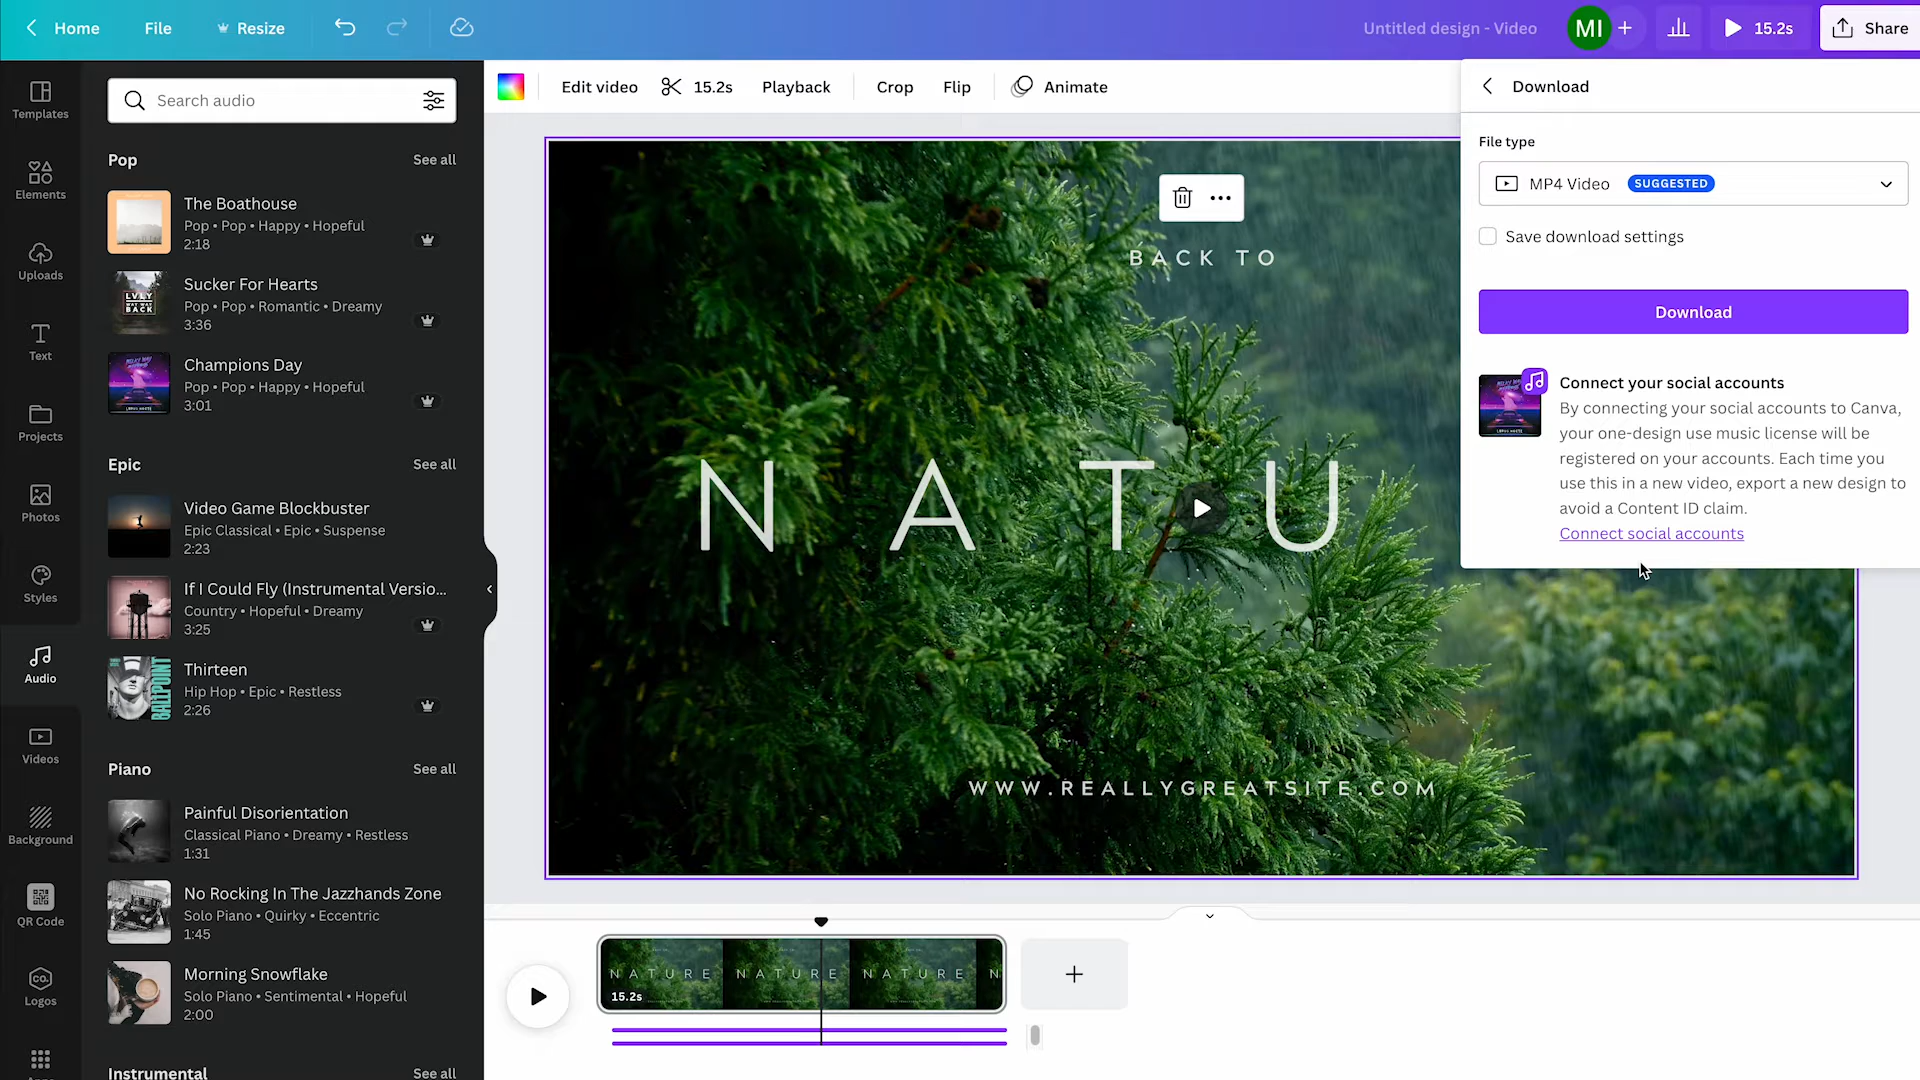 Home
File
Resize
Untitled design - Video
MI
15.2s
Share
Templates
Elements
Uploads
Text
Projects
Photos
Styles
Audio
Videos
Background
QR Code
CO.
Logos
Search audio
Pop
See all
The Boathouse
Pop • Pop • Happy • Hopeful
2:18
LVLY
WAY WAY
BACK
Sucker For Hearts
Pop • Pop • Romantic • Dreamy
3:36
Champions Day
Pop • Pop • Happy • Hopeful
3:01
Epic
See all
Video Game Blockbuster
Epic Classical • Epic • Suspense
2:23
If I Could Fly (Instrumental Versio...
Country • Hopeful • Dreamy
3:25
BALLPOINT
Thirteen
Hip Hop • Epic • Restless
2:26
Piano
See all
Painful Disorientation
Classical Piano • Dreamy • Restless
1:31
No Rocking In The Jazzhands Zone
Solo Piano • Quirky • Eccentric
1:45
Morning Snowflake
Solo Piano • Sentimental • Hopeful
2:00
Instrumental
See all
Edit video
15.2s
Playback
Crop
Flip
Animate
BACK TO
NATU
WWW.REALLYGREATSITE.COM
Download
File type
MP4 Video
SUGGESTED
Save download settings
Download
Connect your social accounts
By connecting your social accounts to Canva,
your one-design use music license will be
registered on your accounts. Each time you
use this in a new video, export a new design to
avoid a Content ID claim.
Connect social accounts
NATURE NATURE NATURE N
15.2s